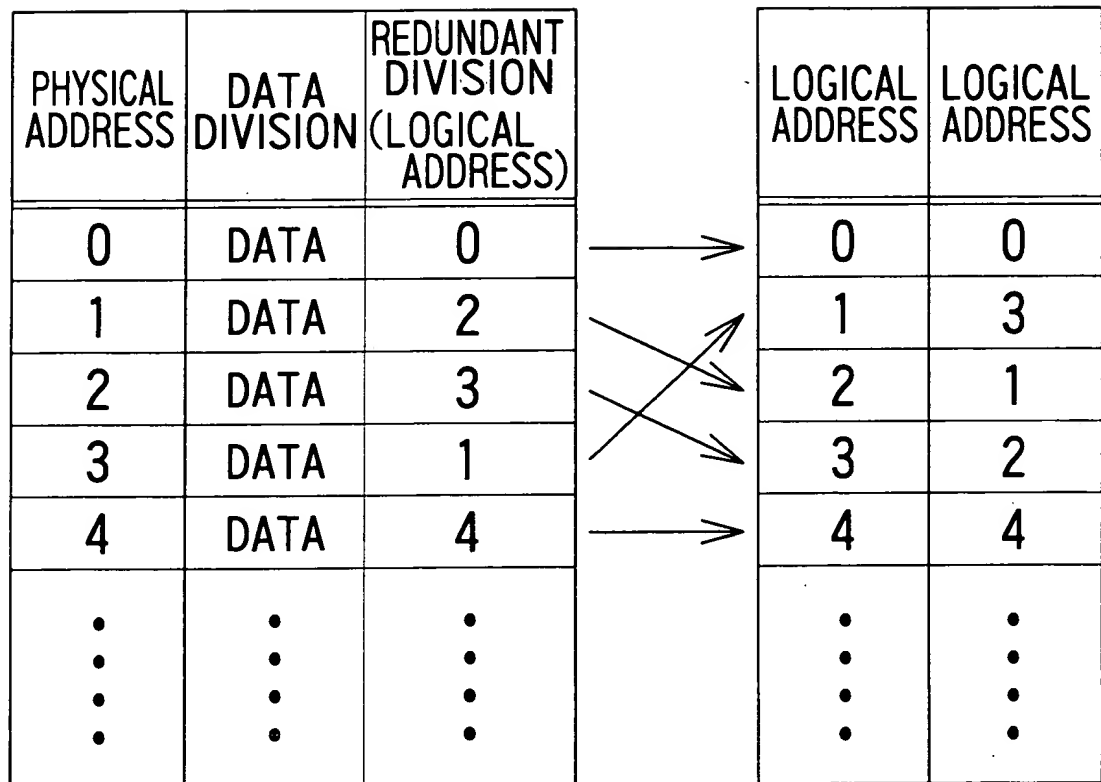 PHYSICAL ADDRESS DATA DIVISION REDUNDANT DIVISION (LOGICAL ADDRESS)
0 DATA 0
1 DATA 2
2 DATA 3
3 DATA 1
4 DATA 4
LOGICAL ADDRESS LOGICAL ADDRESS
0 0
1 3
2 1
3 2
4 4